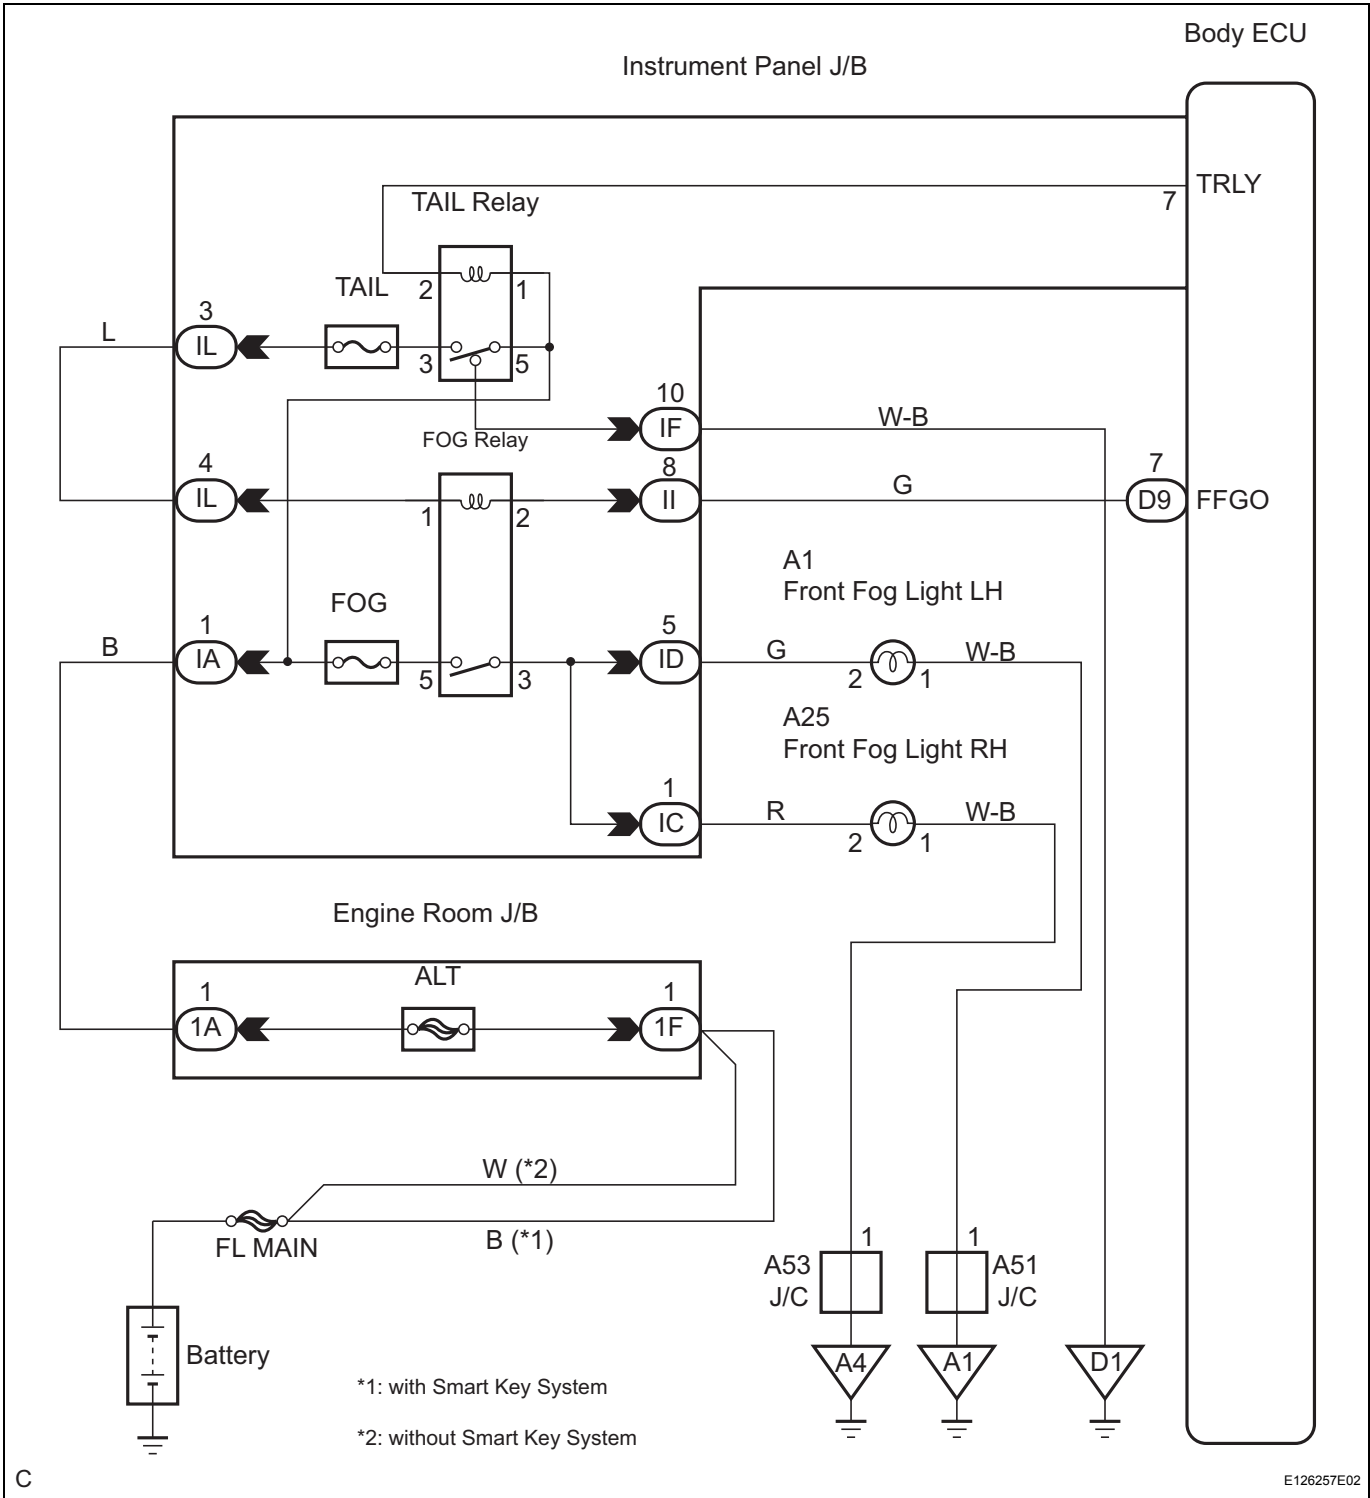 Body ECU
Instrument Panel J/B
TRLY
7
TAIL Relay
TAIL
2
1
3
IL
L
3
5
10
IF
W-B
FOG Relay
4
IL
8
II
G
7
D9
FFGO
1
2
A1
Front Fog Light LH
FOG
1
IA
B
5
ID
G
W-B
5
3
2
1
A25
Front Fog Light RH
1
IC
R
W-B
2
1
Engine Room J/B
ALT
1
1A
1
1F
W (*2)
FL MAIN
B (*1)
1
A53
J/C
1
A51
J/C
Battery
A4
A1
D1
*1: with Smart Key System
*2: without Smart Key System
C
E126257E02